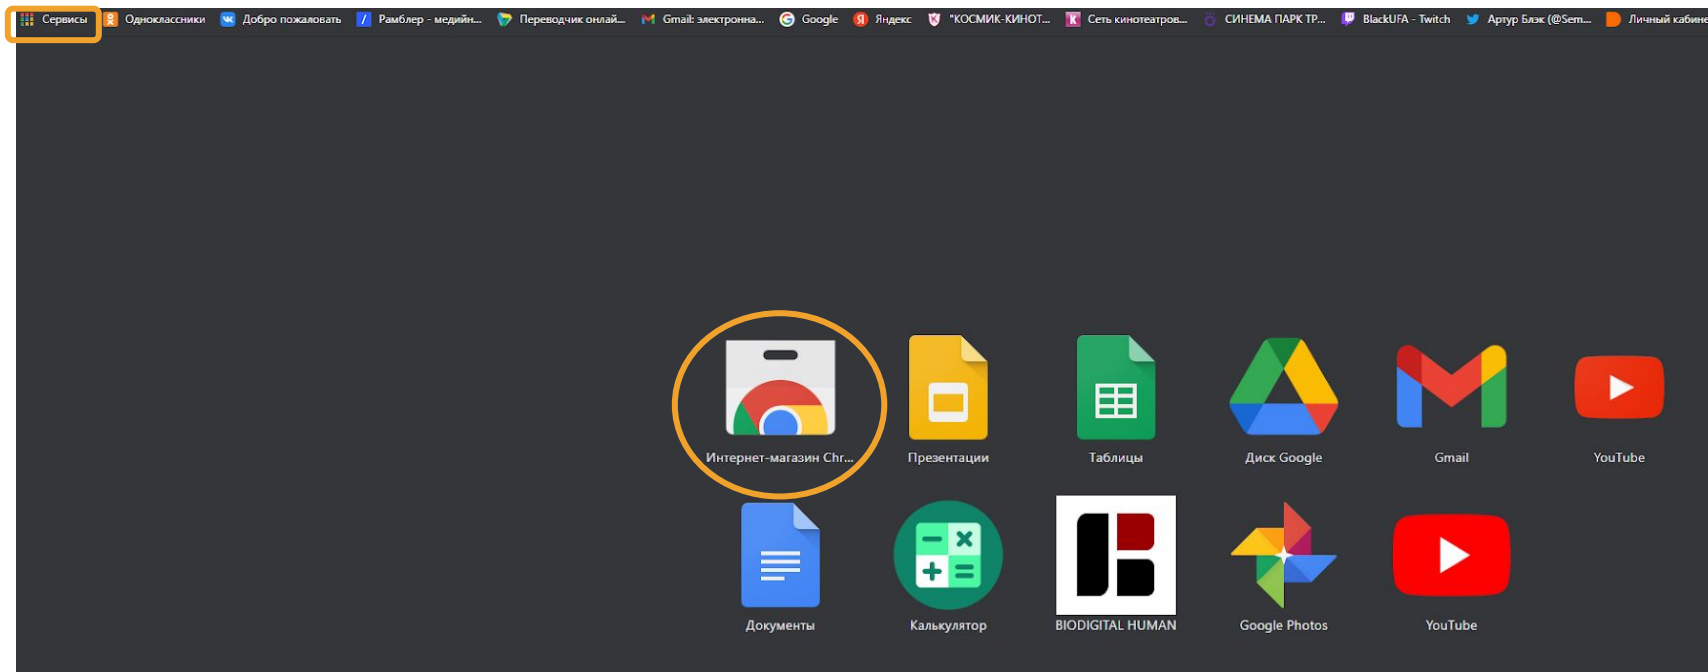 Сервисы Одноклассники Добро пожаловать Рамблер - медийн... Переводчик онлай... Gmail: электронна... Google Яндекс "КОСМИК-КИНОТ... Сеть кинотеатров... СИНЕМА ПАРК ТР... BlackUFA - Twitch Артур Блэк (@Sem... Личный кабине
Интернет-магазин Chr... Презентации Таблицы Диск Google Gmail YouTube
Документы Калькулятор BIODIGITAL HUMAN Google Photos YouTube